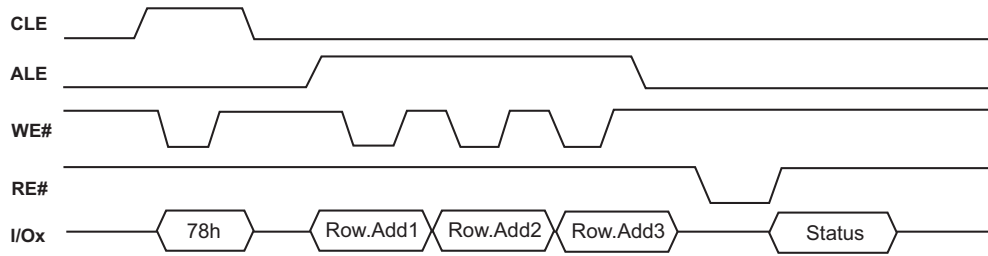 CLE
ALE
WE#
RE#
I/Ox 78h Row.Add1 Row.Add2 Row.Add3 Status